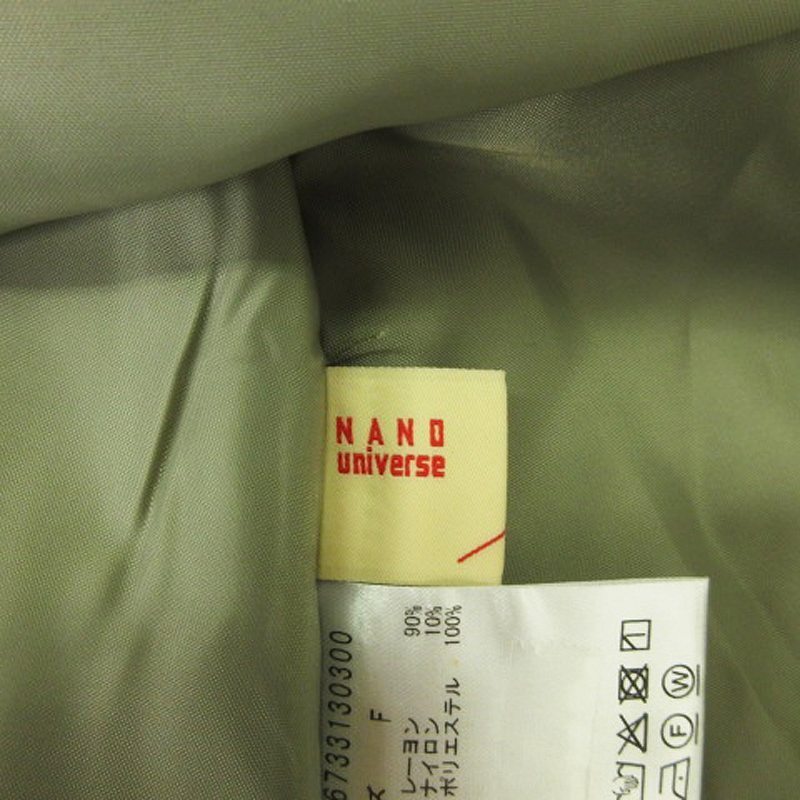 NANO
universe
6733130300
F
レーヨン 90%
ナイロン 10%
ポリエステル 100%
W
F